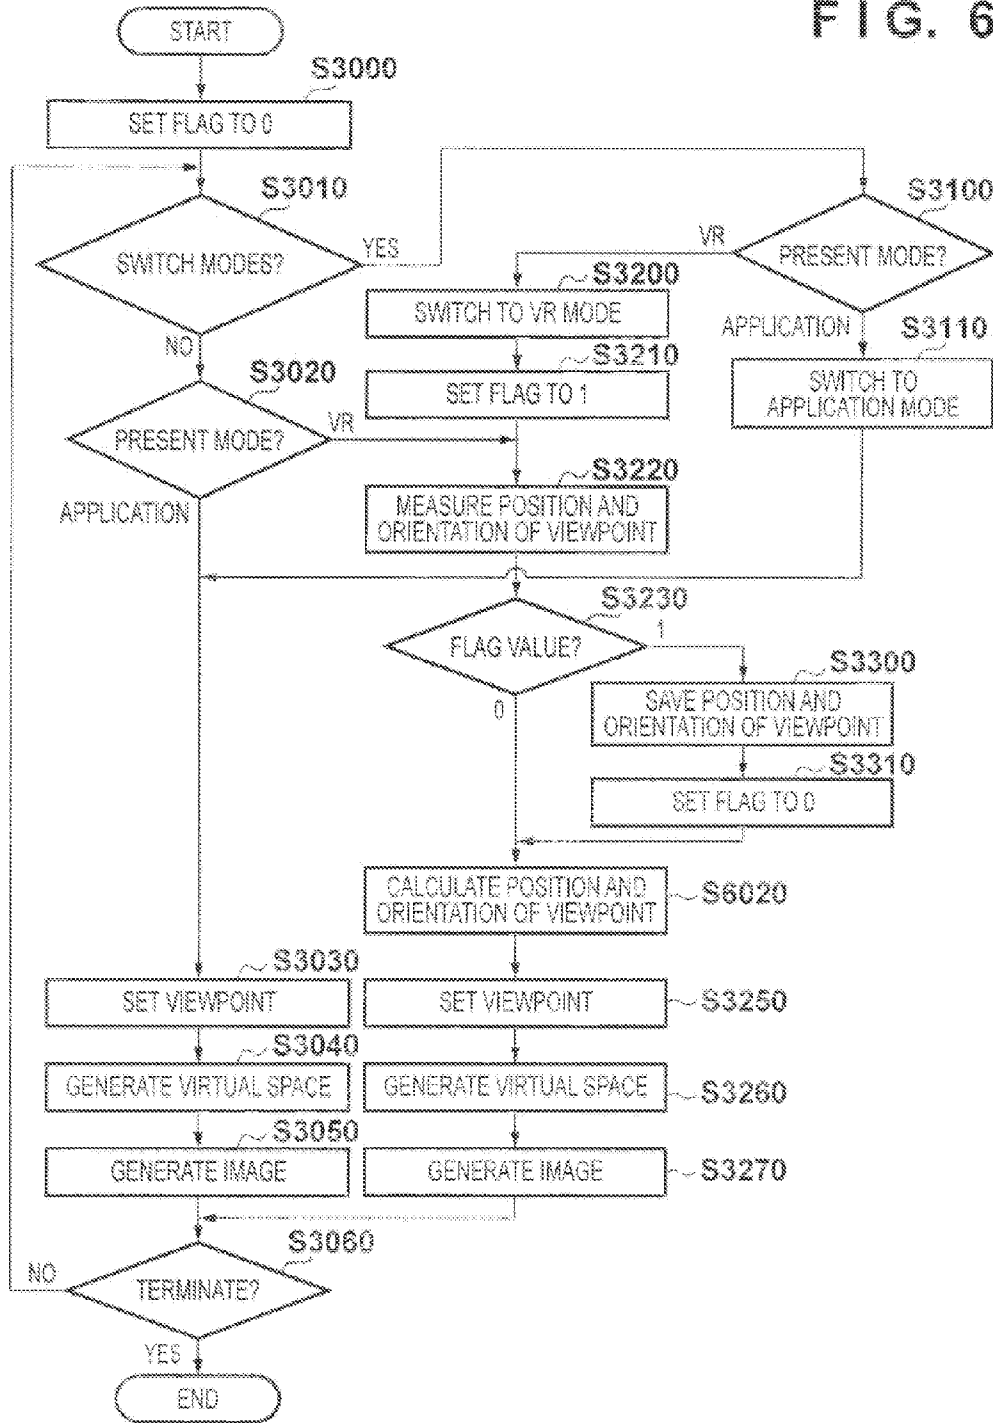 FIG. 6
START
S3000
SET FLAG TO 0
S3010
SWITCH MODES?
YES
NO
S3100
PRESENT MODE?
VR
APPLICATION
S3200
SWITCH TO VR MODE
S3110
SWITCH TO
APPLICATION MODE
S3210
SET FLAG TO 1
S3020
PRESENT MODE?
VR
APPLICATION
S3220
MEASURE POSITION AND
ORIENTATION OF VIEWPOINT
S3230
FLAG VALUE?
1
0
S3300
SAVE POSITION AND
ORIENTATION OF VIEWPOINT
S3310
SET FLAG TO 0
CALCULATE POSITION AND
ORIENTATION OF VIEWPOINT
S6020
S3030
SET VIEWPOINT
SET VIEWPOINT
S3250
S3040
GENERATE VIRTUAL SPACE
GENERATE VIRTUAL SPACE
S3260
S3050
GENERATE IMAGE
GENERATE IMAGE
S3270
S3060
TERMINATE?
NO
YES
END